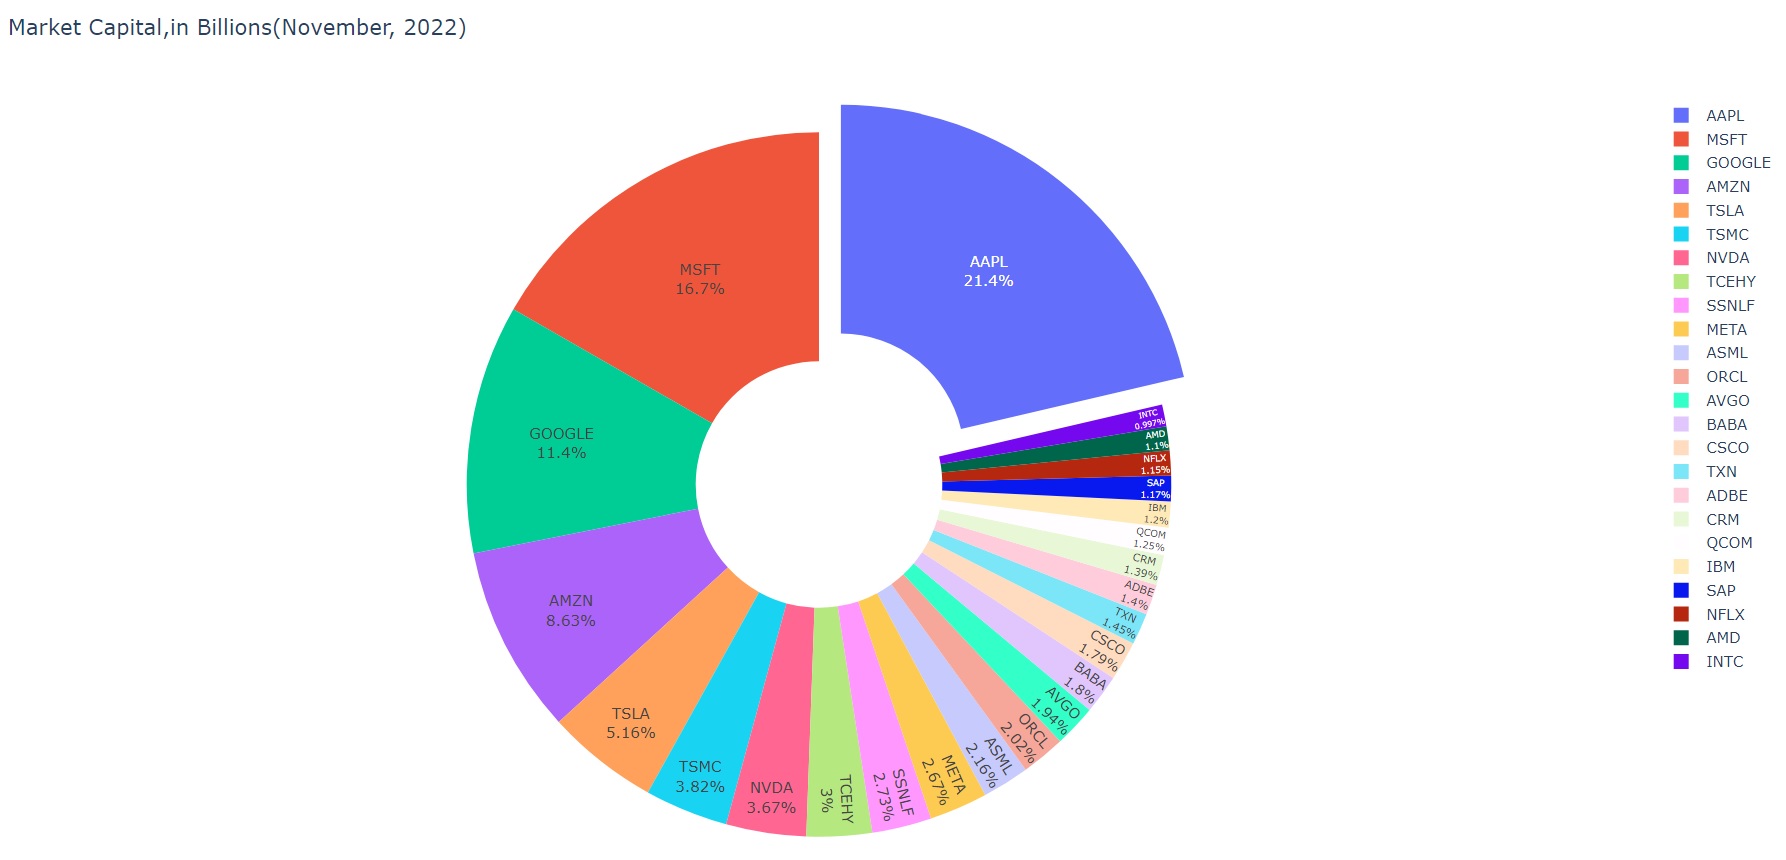 Market Capital,in Billions(November, 2022)
AAPL
21.4%
MSFT
16.7%
GOOGLE
11.4%
AMZN
8.63%
TSLA
5.16%
TSMC
3.82%
NVDA
3.67%
TCEHY
3%
SSNLF
2.73%
META
2.67%
ASML
2.16%
ORCL
2.02%
AVGO
1.94%
BABA
1.8%
CSCO
1.79%
TXN
1.45%
ADBE
1.4%
CRM
1.39%
QCOM
1.25%
IBM
1.2%
SAP
1.17%
NFLX
1.15%
AMD
1.1%
INTC
0.997%
AAPL
MSFT
GOOGLE
AMZN
TSLA
TSMC
NVDA
TCEHY
SSNLF
META
ASML
ORCL
AVGO
BABA
CSCO
TXN
ADBE
CRM
QCOM
IBM
SAP
NFLX
AMD
INTC